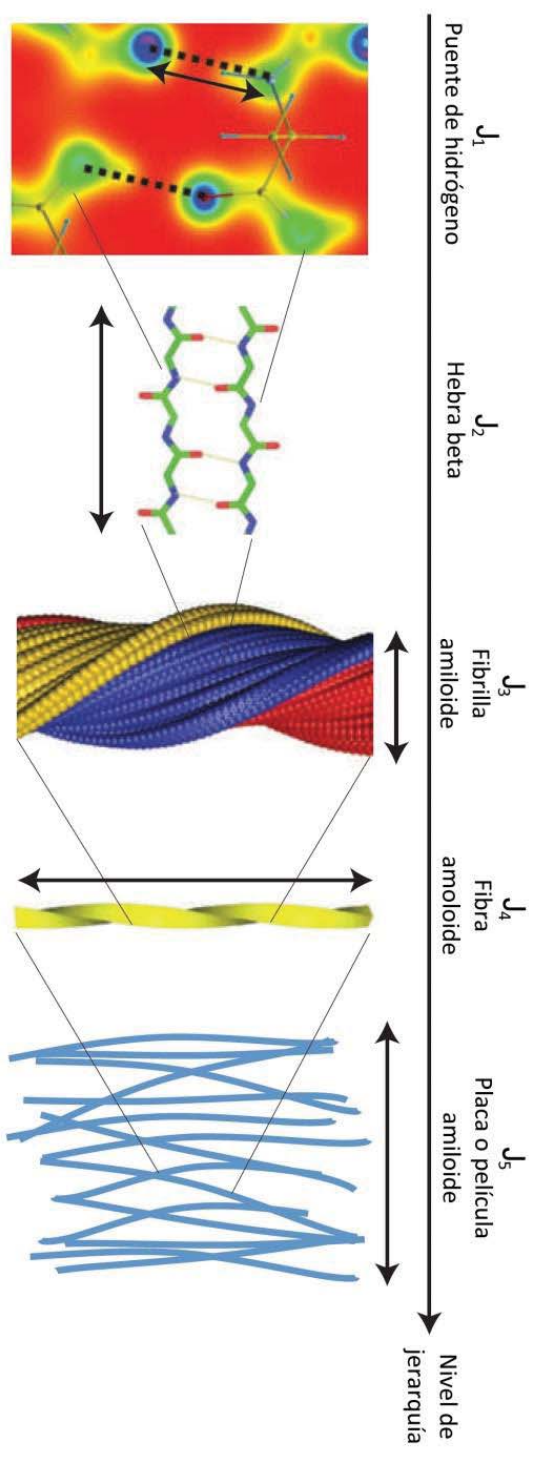 J1
Puente de hidrógeno
J2
Hebra beta
J3
Fibrilla
amiloide
J4
Fibra
amoloide
J5
Placa o película
amiloide
Nivel de
jerarquía